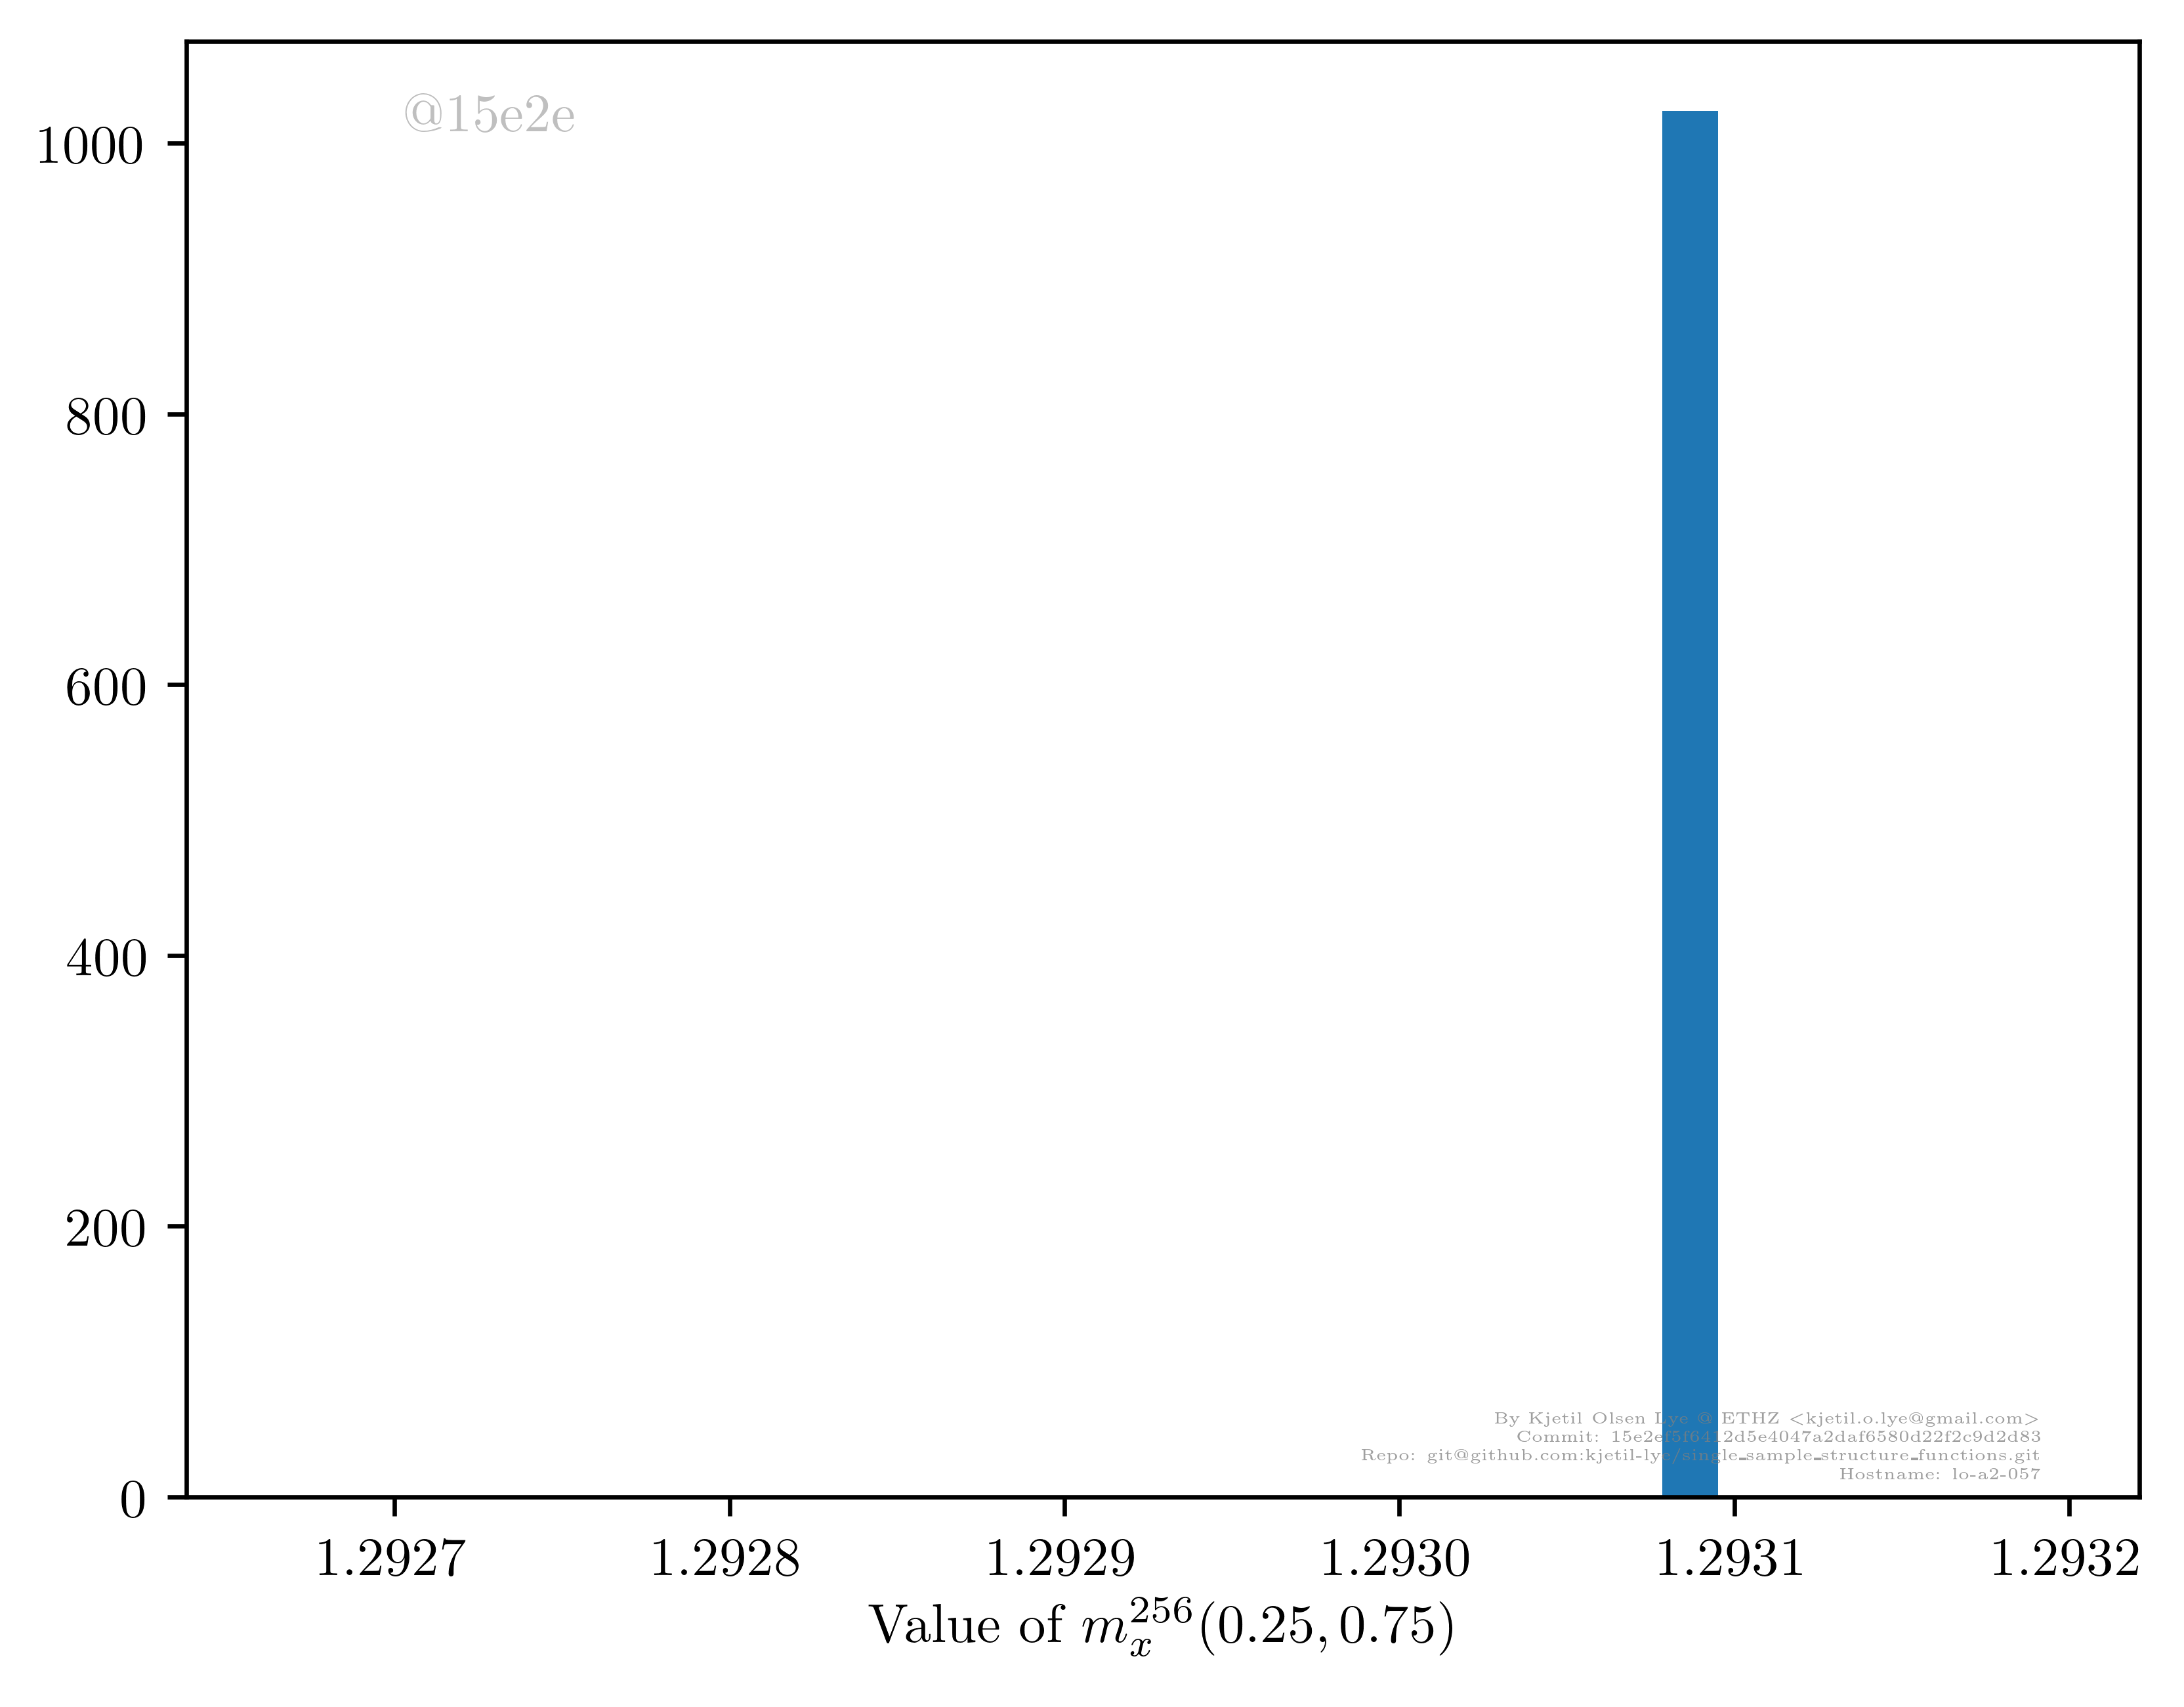 @15e2e
1000
800
600
400
200
0
By Kjetil Olsen Lye @ ETHZ <kjetil.o.lye@gmail.com>
Commit: 15e2ef5f6412d5e4047a2daf6580d22f2c9d2d83
Repo: git@github.com:kjetil-lye/single_sample_structure_functions.git
Hostname: lo-a2-057
1.2927 1.2928 1.2929 1.2930 1.2931 1.2932
Value of $m_x^{256}(0.25, 0.75)$